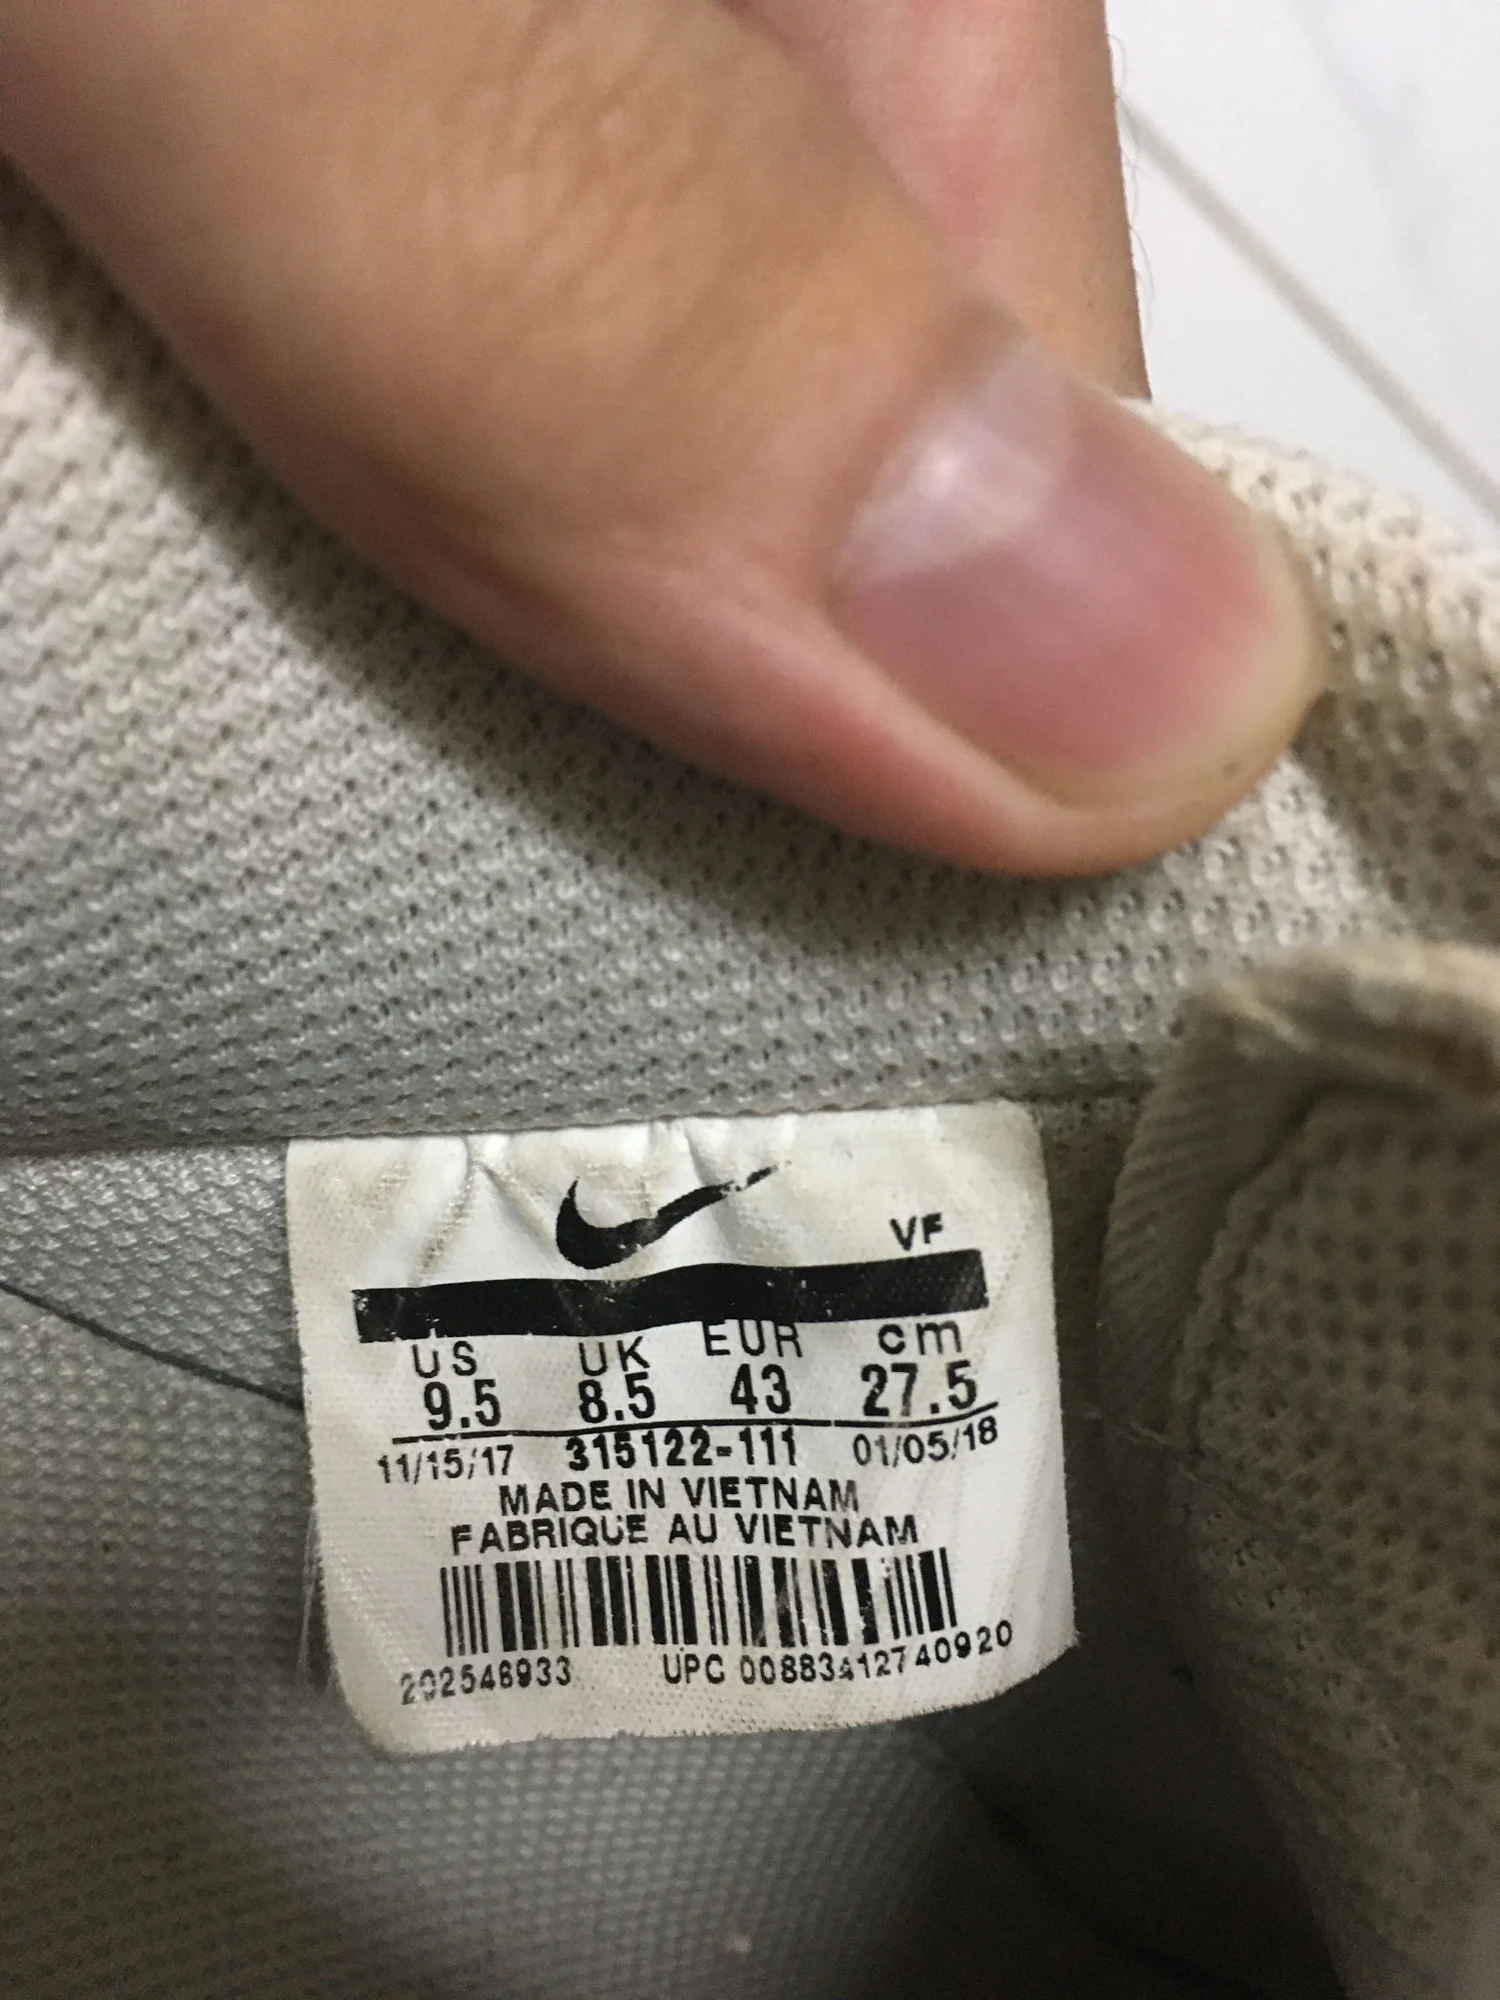 VF
US UK EUR cm
9.5 8.5 43 27.5
11/15/17 315122-111 01/05/18
MADE IN VIETNAM
FABRIQUE AU VIETNAM
202546933 UPC 00883412740920